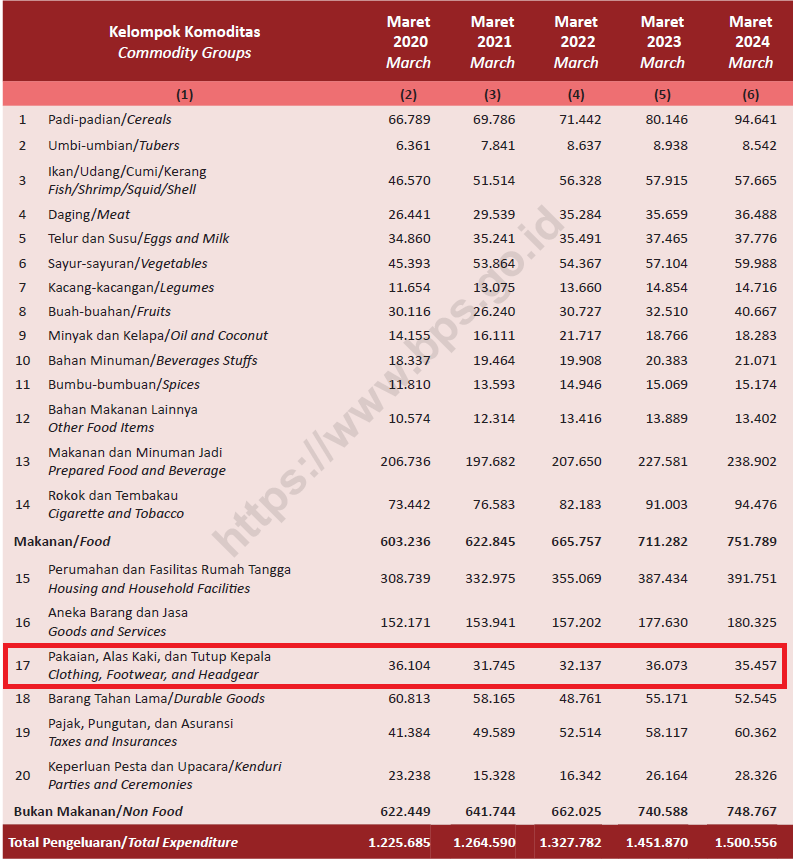 Kelompok Komoditas
Commodity Groups
Maret 2020 March
Maret 2021 March
Maret 2022 March
Maret 2023 March
Maret 2024 March
(1) (2) (3) (4) (5) (6)
1 Padi-padian/Cereals 66.789 69.786 71.442 80.146 94.641
2 Umbi-umbian/Tubers 6.361 7.841 8.637 8.938 8.542
3 Ikan/Udang/Cumi/Kerang
Fish/Shrimp/Squid/Shell 46.570 51.514 56.328 57.915 57.665
4 Daging/Meat 26.441 29.539 35.284 35.659 36.488
5 Telur dan Susu/Eggs and Milk 34.860 35.241 35.491 37.465 37.776
6 Sayur-sayuran/Vegetables 45.393 53.864 54.367 57.104 59.988
7 Kacang-kacangan/Legumes 11.654 13.075 13.660 14.854 14.716
8 Buah-buahan/Fruits 30.116 26.240 30.727 32.510 40.667
9 Minyak dan Kelapa/Oil and Coconut 14.155 16.111 21.717 18.766 18.283
10 Bahan Minuman/Beverages Stuffs 18.337 19.464 19.908 20.383 21.071
11 Bumbu-bumbuan/Spices 11.810 13.593 14.946 15.069 15.174
12 Bahan Makanan Lainnya
Other Food Items 10.574 12.314 13.416 13.889 13.402
13 Makanan dan Minuman Jadi
Prepared Food and Beverage 206.736 197.682 207.650 227.581 238.902
14 Rokok dan Tembakau
Cigarette and Tobacco 73.442 76.583 82.183 91.003 94.476
Makanan/Food 603.236 622.845 665.757 711.282 751.789
15 Perumahan dan Fasilitas Rumah Tangga
Housing and Household Facilities 308.739 332.975 355.069 387.434 391.751
16 Aneka Barang dan Jasa
Goods and Services 152.171 153.941 157.202 177.630 180.325
17 Pakaian, Alas Kaki, dan Tutup Kepala
Clothing, Footwear, and Headgear 36.104 31.745 32.137 36.073 35.457
18 Barang Tahan Lama/Durable Goods 60.813 58.165 48.761 55.171 52.545
19 Pajak, Pungutan, dan Asuransi
Taxes and Insurances 41.384 49.589 52.514 58.117 60.362
20 Keperluan Pesta dan Upacara/Kenduri
Parties and Ceremonies 23.238 15.328 16.342 26.164 28.326
Bukan Makanan/Non Food 622.449 641.744 662.025 740.588 748.767
Total Pengeluaran/Total Expenditure 1.225.685 1.264.590 1.327.782 1.451.870 1.500.556
https://www.bps.go.id